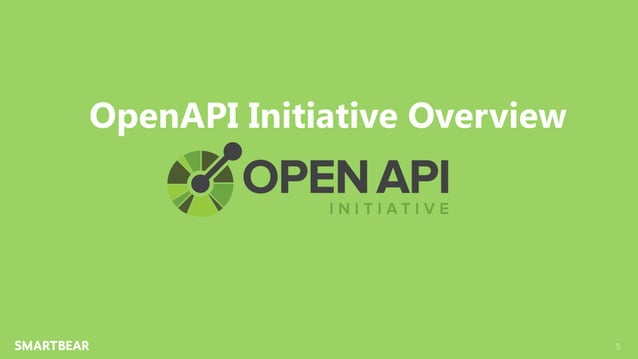 OpenAPI Initiative Overview
OPEN API
INITIATIVE
SMARTBEAR
5